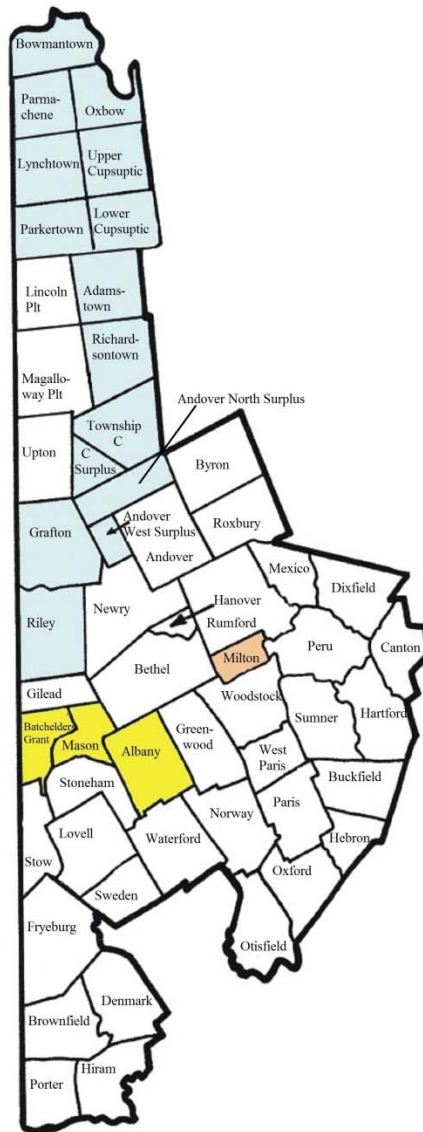 Bowmantown
Parma-
chene
Oxbow
Lynchtown
Upper
Cupsuptic
Parkertown
Lower
Cupsuptic
Lincoln
Plt
Adams-
town
Richard-
sontown
Magallo-
way Plt
Andover North Surplus
Township
C
Upton
C
Surplus
Byron
Grafton
Andover
West Surplus
Roxbury
Andover
Mexico
Dixfield
Newry
Hanover
Rumford
Riley
Peru
Canton
Milton
Bethel
Gilead
Woodstock
Hartford
Sumner
Batchelders
Grant
Mason
Albany
Green-
wood
West
Paris
Buckfield
Stoneham
Norway
Paris
Lovell
Waterford
Hebron
Stow
Oxford
Sweden
Fryeburg
Otisfield
Denmark
Brownfield
Porter
Hiram